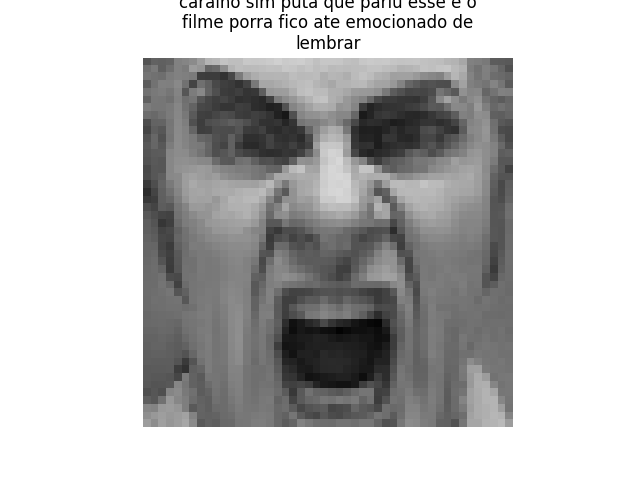 caralho sim puta que pariu esse é o
filme porra fico ate emocionado de
lembrar